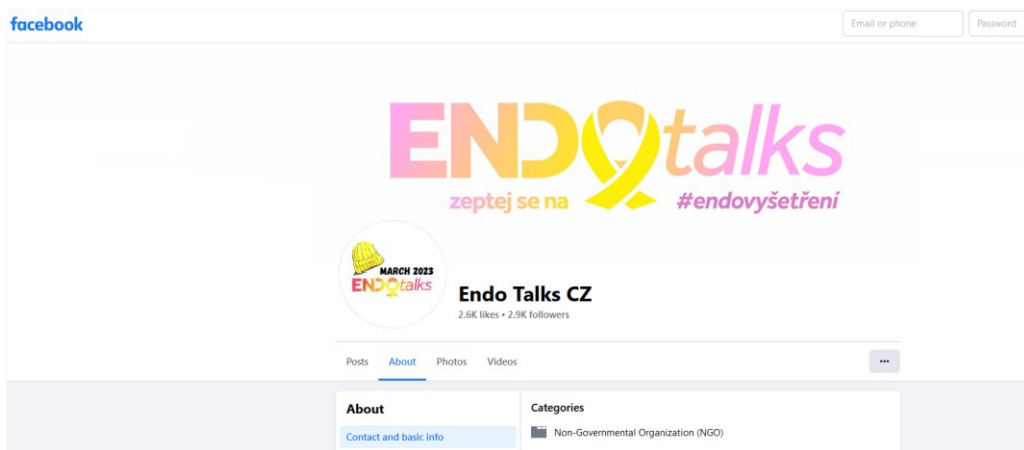 facebook
Email or phone
Password
ENDOtalks
zeptej se na #endovyšetření
MARCH 2023
ENDOtalks
Endo Talks CZ
2.6K likes • 2.9K followers
Posts About Photos Videos
About
Contact and basic info
Categories
Non-Governmental Organization (NGO)